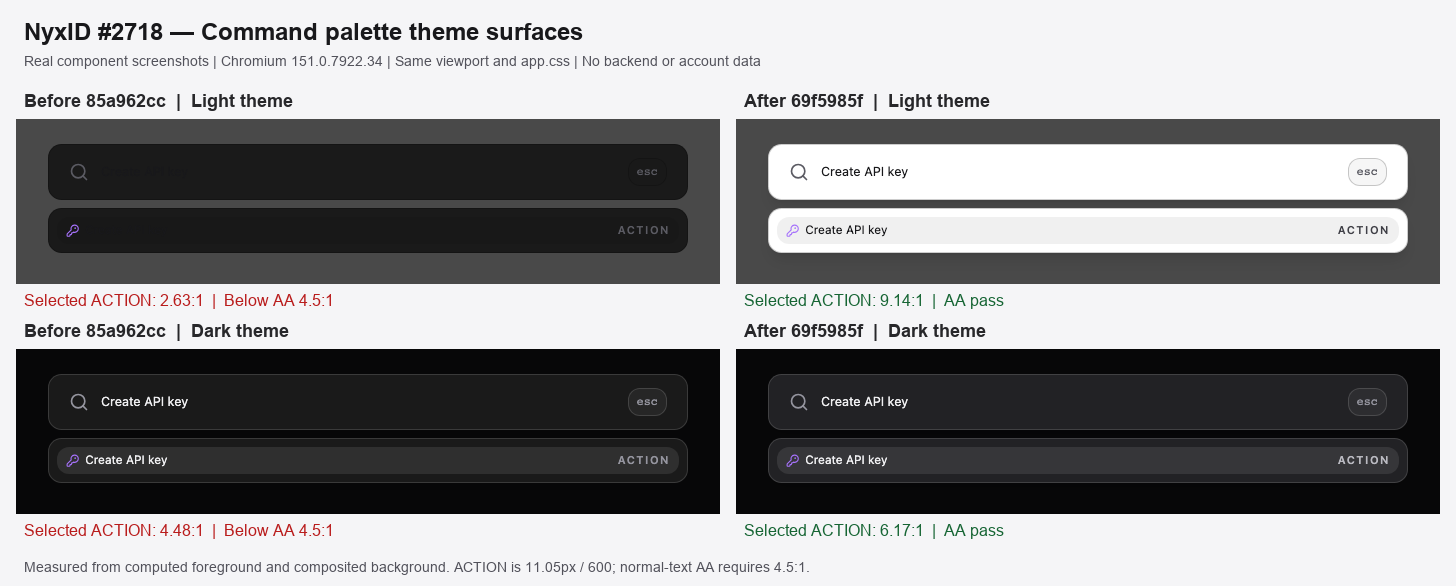 NyxID #2718 — Command palette theme surfaces
Real component screenshots | Chromium 151.0.7922.34 | Same viewport and app.css | No backend or account data
Before 85a962cc | Light theme
esc
ACTION
Selected ACTION: 2.63:1 | Below AA 4.5:1
After 69f5985f | Light theme
Create API key
esc
Create API key
ACTION
Selected ACTION: 9.14:1 | AA pass
Before 85a962cc | Dark theme
Create API key
esc
Create API key
ACTION
Selected ACTION: 4.48:1 | Below AA 4.5:1
After 69f5985f | Dark theme
Create API key
esc
Create API key
ACTION
Selected ACTION: 6.17:1 | AA pass
Measured from computed foreground and composited background. ACTION is 11.05px / 600; normal-text AA requires 4.5:1.